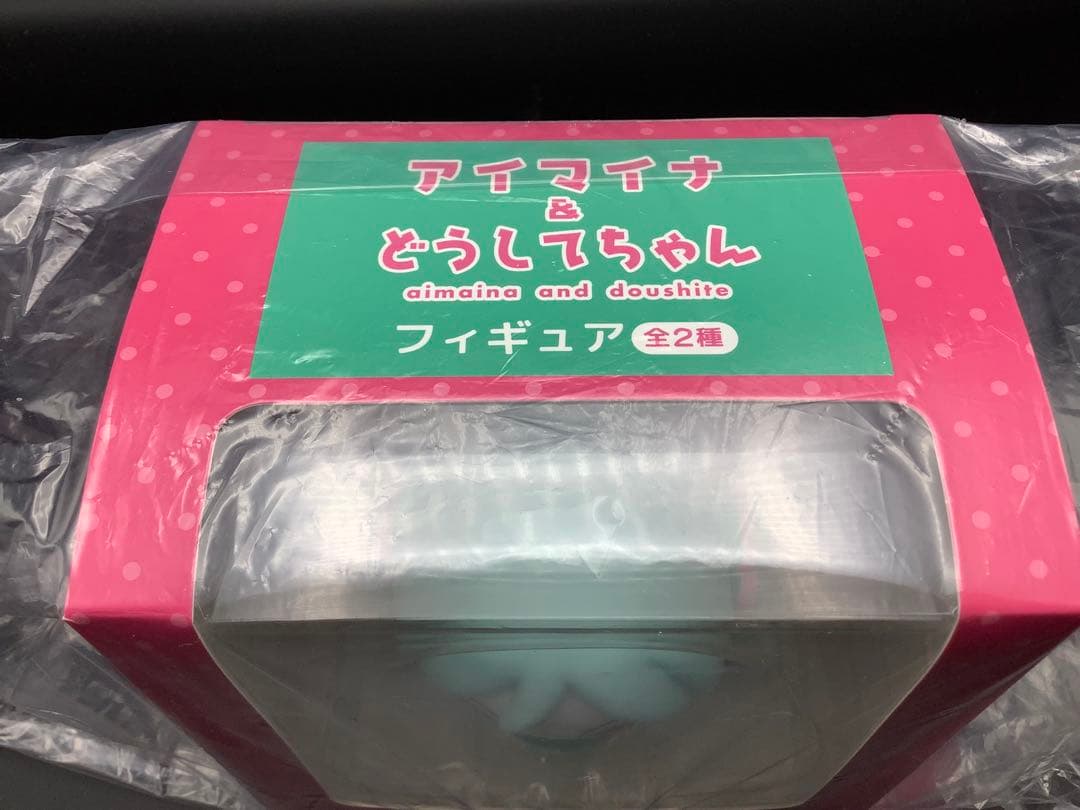 アイマイナ
&
どうしてちゃん
aimaina and doushite
フィギュア 全2種